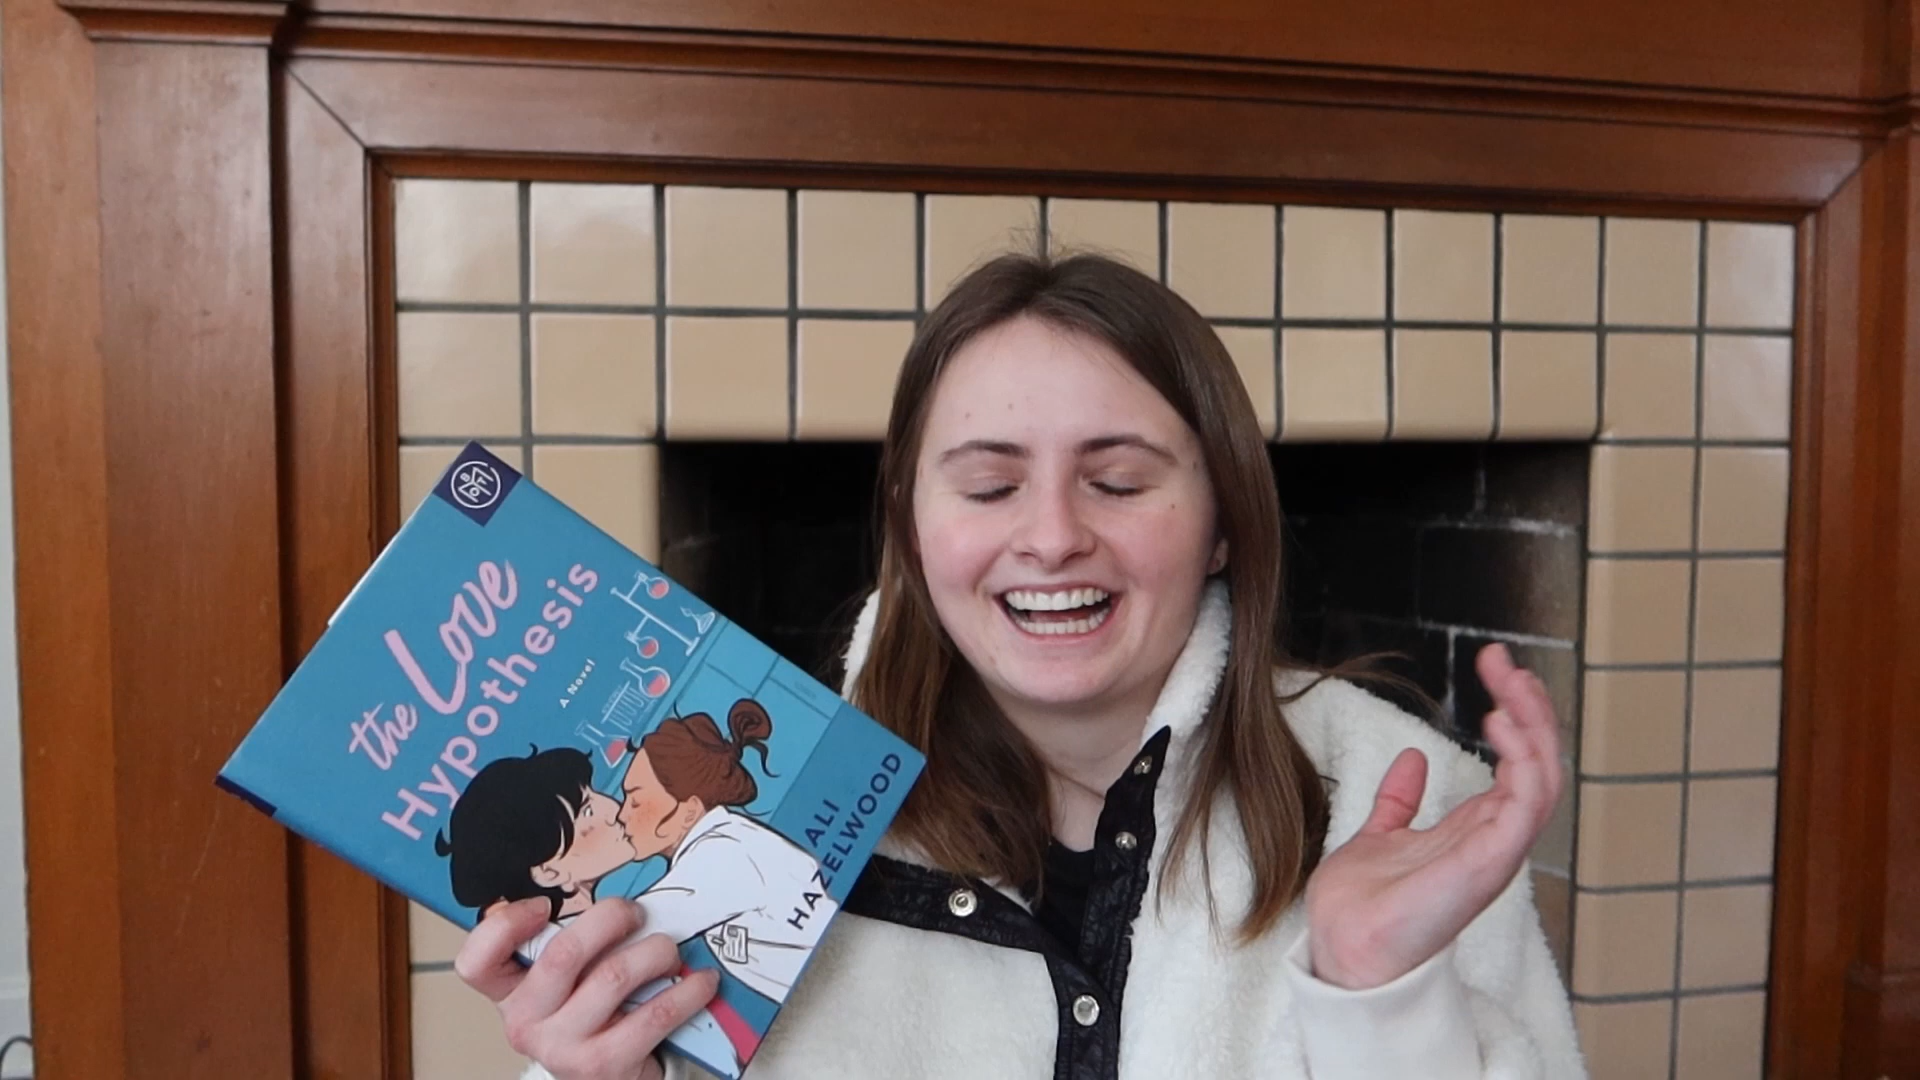 the Love
Hypothesis
A Novel
ALI
HAZELWOOD
BOTM